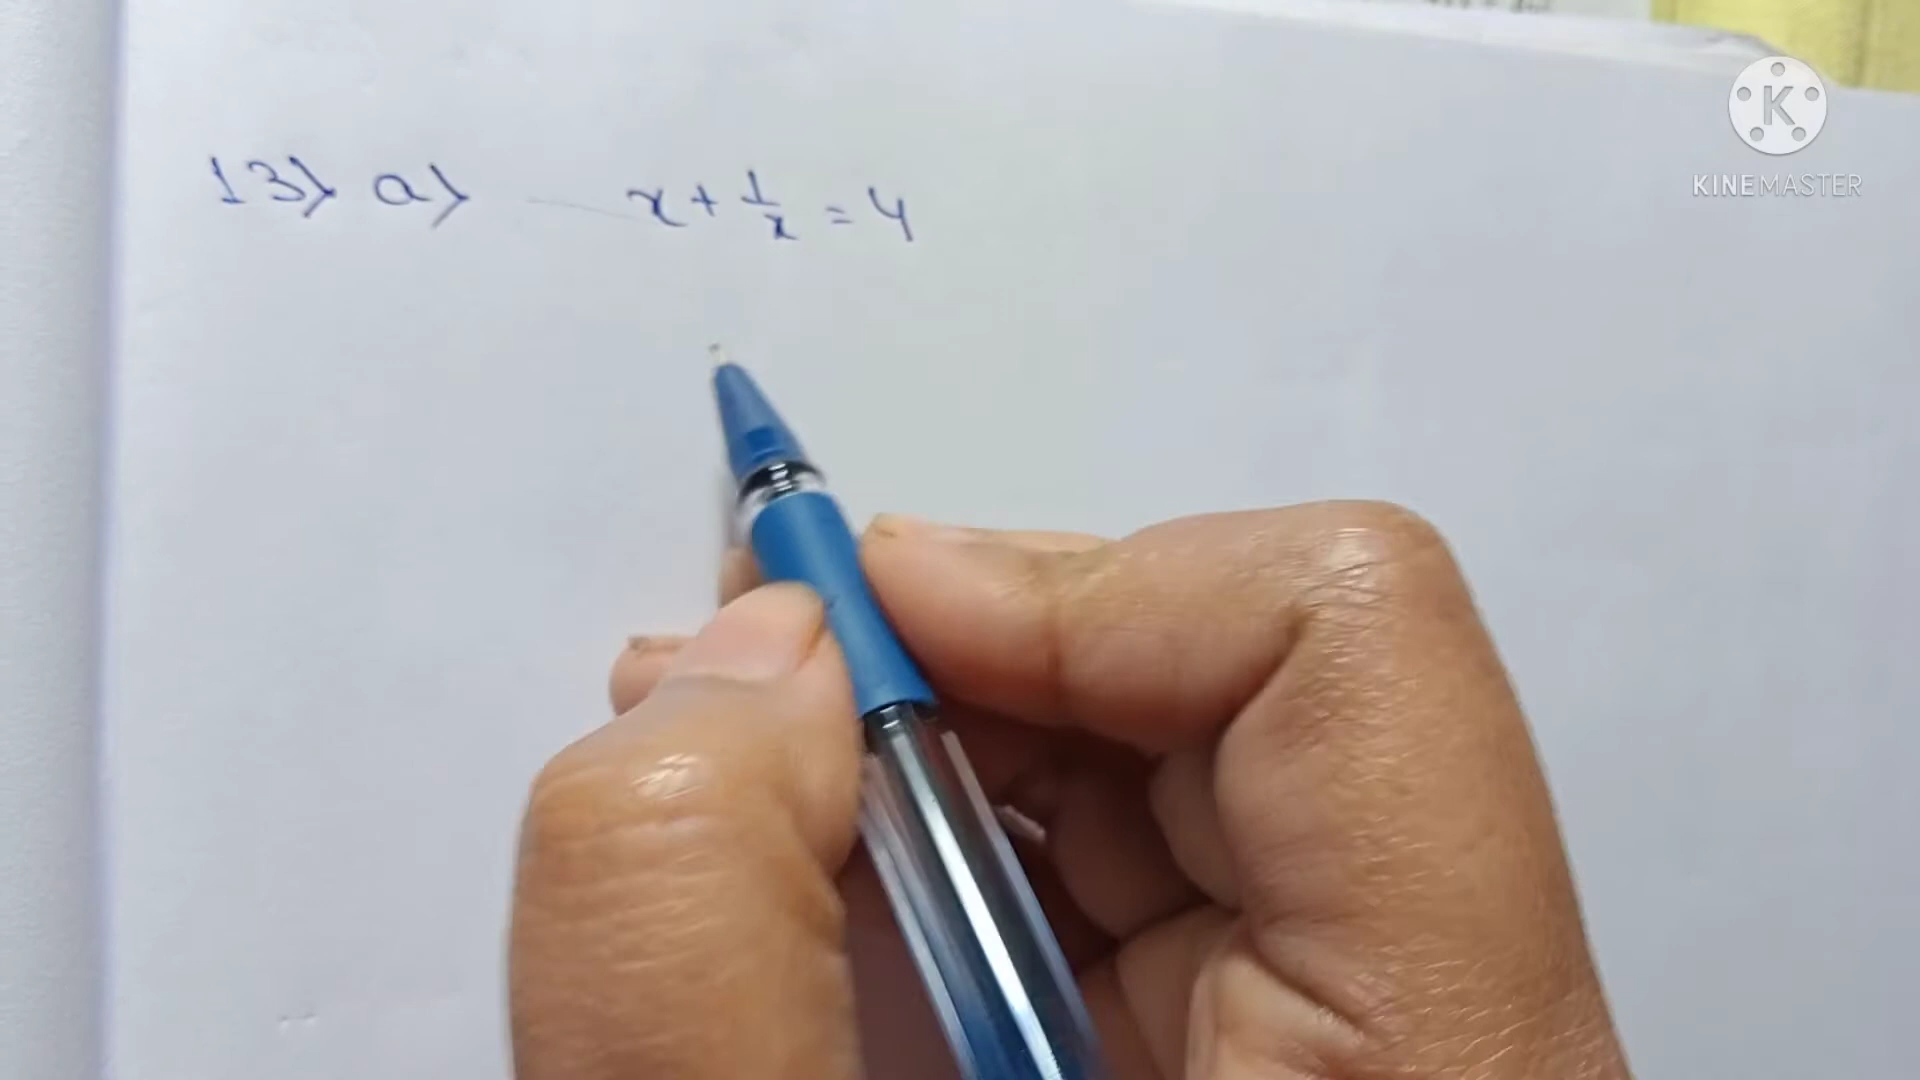 13) a) x + 1/x = 4
K
KINEMASTER